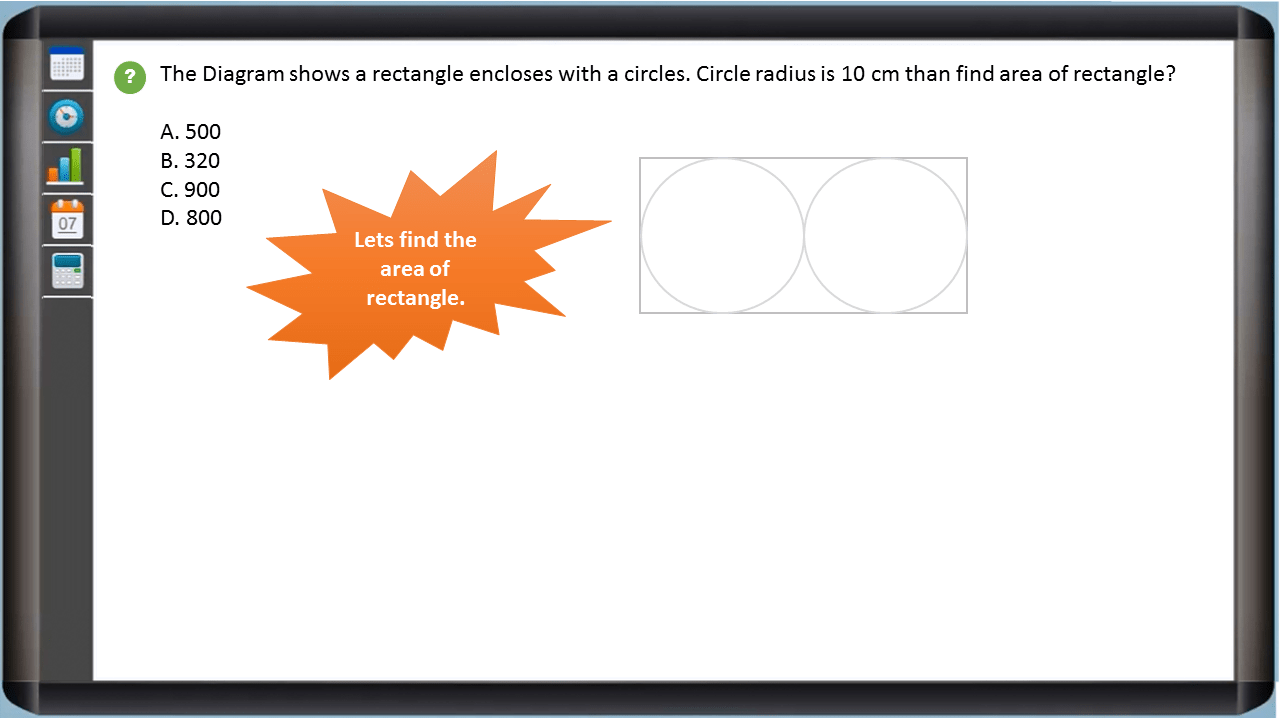 ?
The Diagram shows a rectangle encloses with a circles. Circle radius is 10 cm than find area of rectangle?
A. 500
B. 320
C. 900
D. 800
Lets find the
area of
rectangle.
07